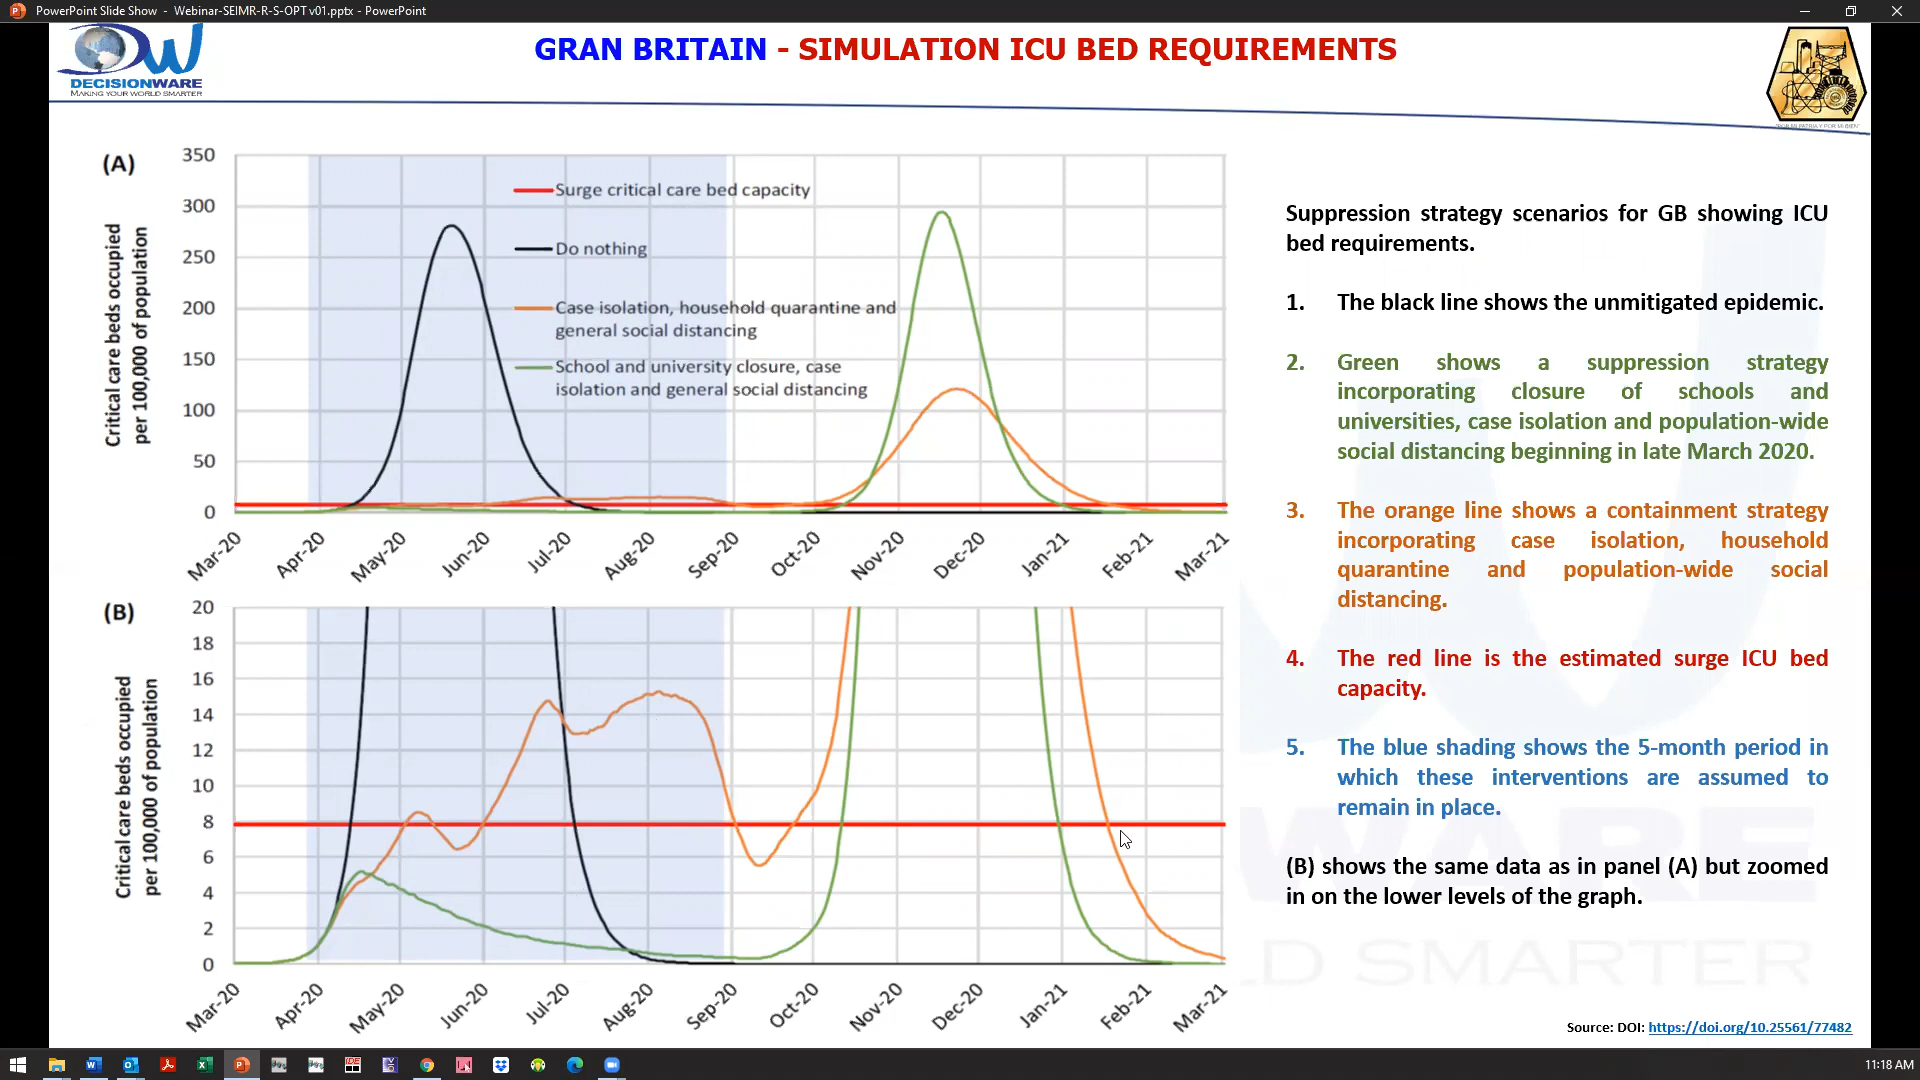 PowerPoint Slide Show - Webinar-SEIMR-R-S-OPT v01.pptx - PowerPoint
DW
DECISIONWARE
MAKING YOUR WORLD SMARTER
GRAN BRITAIN - SIMULATION ICU BED REQUIREMENTS
(A)
Critical care beds occupied
per 100,000 of population
350
300
250
200
150
100
50
0
Surge critical care bed capacity
Do nothing
Case isolation, household quarantine and
general social distancing
School and university closure, case
isolation and general social distancing
Mar-20
Apr-20
May-20
Jun-20
Jul-20
Aug-20
Sep-20
Oct-20
Nov-20
Dec-20
Jan-21
Feb-21
Mar-21
(B)
Critical care beds occupied
per 100,000 of population
20
18
16
14
12
10
8
6
4
2
0
Mar-20
Apr-20
May-20
Jun-20
Jul-20
Aug-20
Sep-20
Oct-20
Nov-20
Dec-20
Jan-21
Feb-21
Mar-21
Suppression strategy scenarios for GB showing ICU
bed requirements.
1. The black line shows the unmitigated epidemic.
2. Green shows a suppression strategy
incorporating closure of schools and
universities, case isolation and population-wide
social distancing beginning in late March 2020.
3. The orange line shows a containment strategy
incorporating case isolation, household
quarantine and population-wide social
distancing.
4. The red line is the estimated surge ICU bed
capacity.
5. The blue shading shows the 5-month period in
which these interventions are assumed to
remain in place.
(B) shows the same data as in panel (A) but zoomed
in on the lower levels of the graph.
WARE
LD SMARTER
Source: DOI: https://doi.org/10.25561/77482
11:18 AM